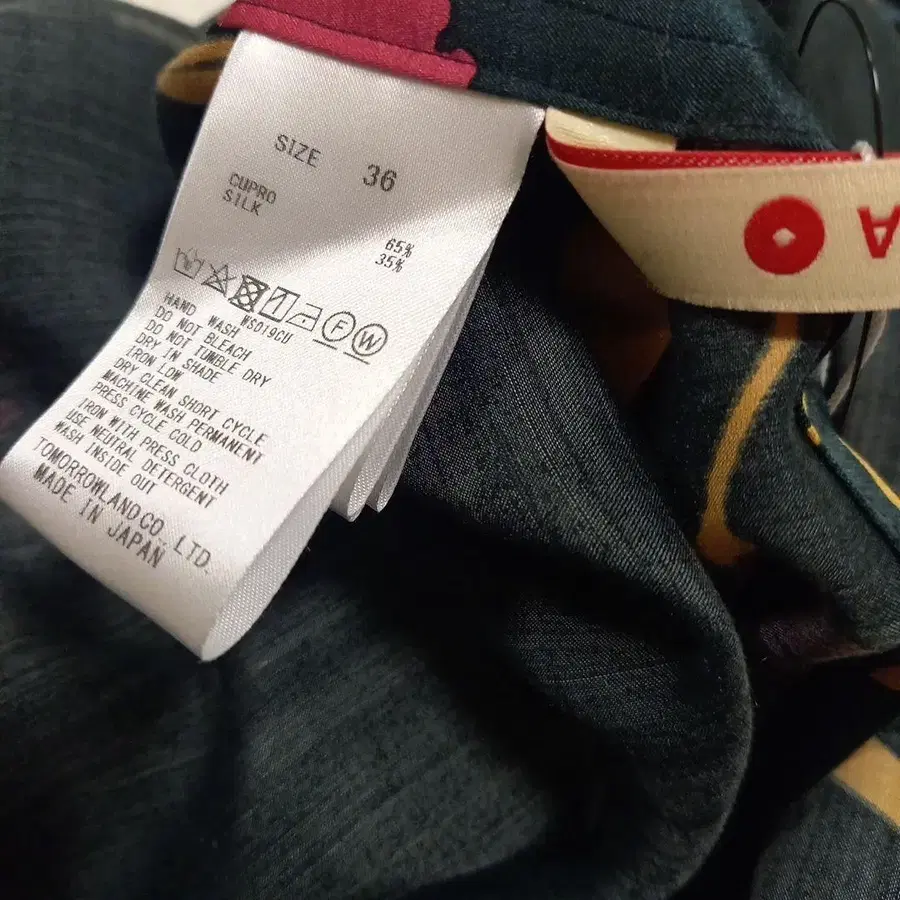 SIZE 36
CUPRO 65%
SILK 35%
F W
WS019CU
HAND WASH
DO NOT BLEACH
DO NOT TUMBLE DRY
DRY IN SHADE
IRON LOW
DRY CLEAN SHORT CYCLE
MACHINE WASH PERMANENT
PRESS CYCLE COLD
IRON WITH PRESS CLOTH
USE NEUTRAL DETERGENT
WASH INSIDE OUT
TOMORROWLAND CO., LTD.
MADE IN JAPAN
A